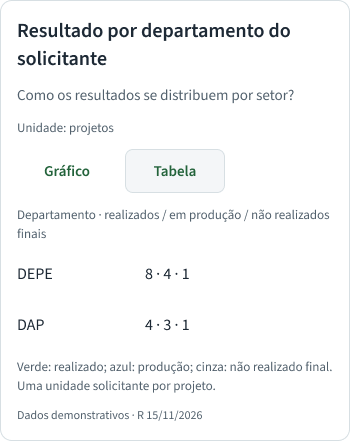 Resultado por departamento do
solicitante
Como os resultados se distribuem por setor?
Unidade: projetos
Gráfico
Tabela
Departamento · realizados / em produção / não realizados
finais
DEPE 8 · 4 · 1
DAP 4 · 3 · 1
Verde: realizado; azul: produção; cinza: não realizado final.
Uma unidade solicitante por projeto.
Dados demonstrativos · R 15/11/2026